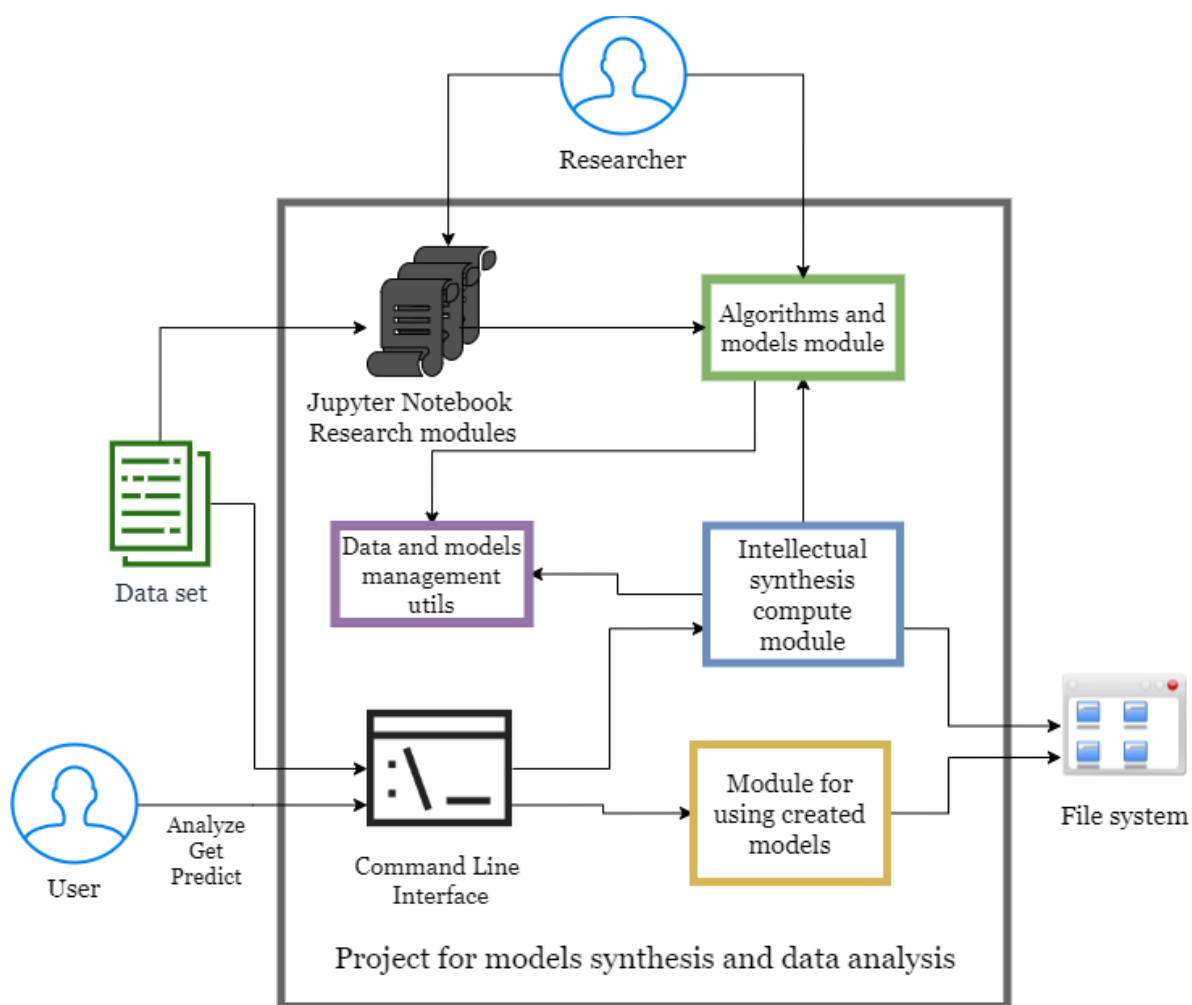 Researcher
Algorithms and
models module
Jupyter Notebook
Research modules
Data set
Data and models
management
utils
Intellectual
synthesis
compute
module
:\_
User
Analyze
Get
Predict
Command Line
Interface
Module for
using created
models
File system
Project for models synthesis and data analysis